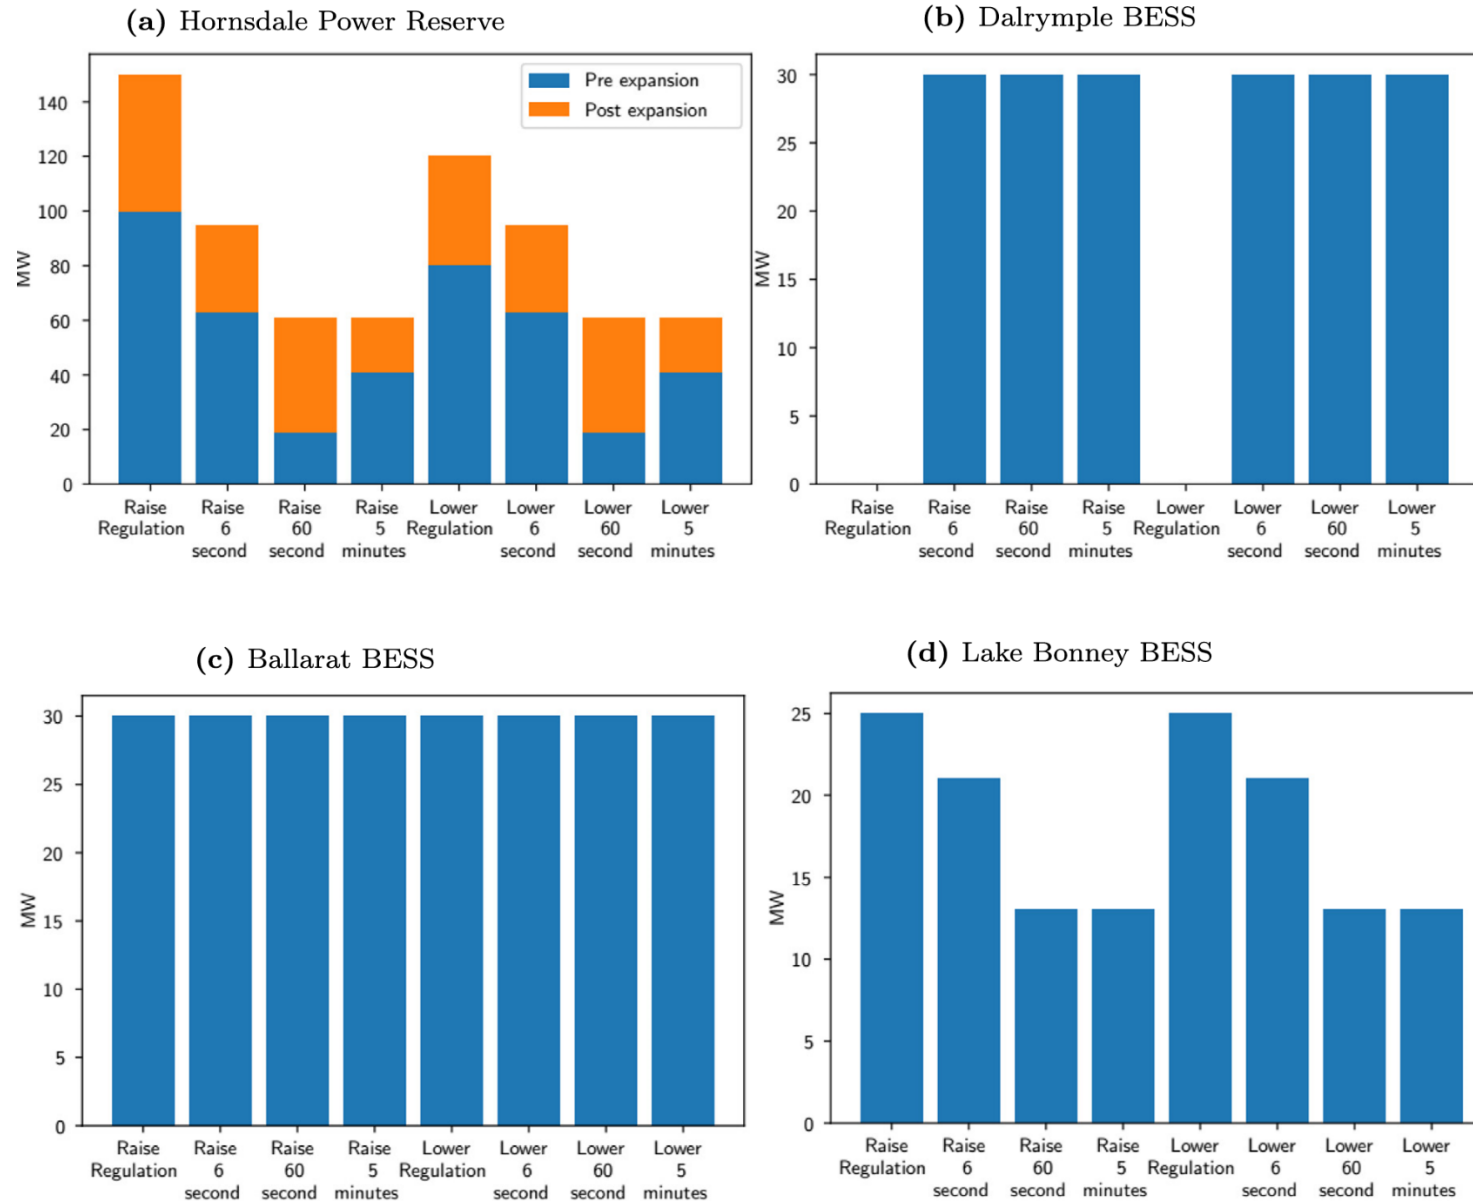 (a) Hornsdale Power Reserve
MW
140
120
100
80
60
40
20
0
Pre expansion
Post expansion
Raise Regulation
Raise 6 second
Raise 60 second
Raise 5 minutes
Lower Regulation
Lower 6 second
Lower 60 second
Lower 5 minutes
(b) Dalrymple BESS
MW
30
25
20
15
10
5
0
Raise Regulation
Raise 6 second
Raise 60 second
Raise 5 minutes
Lower Regulation
Lower 6 second
Lower 60 second
Lower 5 minutes
(c) Ballarat BESS
MW
30
25
20
15
10
5
0
Raise Regulation
Raise 6 second
Raise 60 second
Raise 5 minutes
Lower Regulation
Lower 6 second
Lower 60 second
Lower 5 minutes
(d) Lake Bonney BESS
MW
25
20
15
10
5
0
Raise Regulation
Raise 6 second
Raise 60 second
Raise 5 minutes
Lower Regulation
Lower 6 second
Lower 60 second
Lower 5 minutes